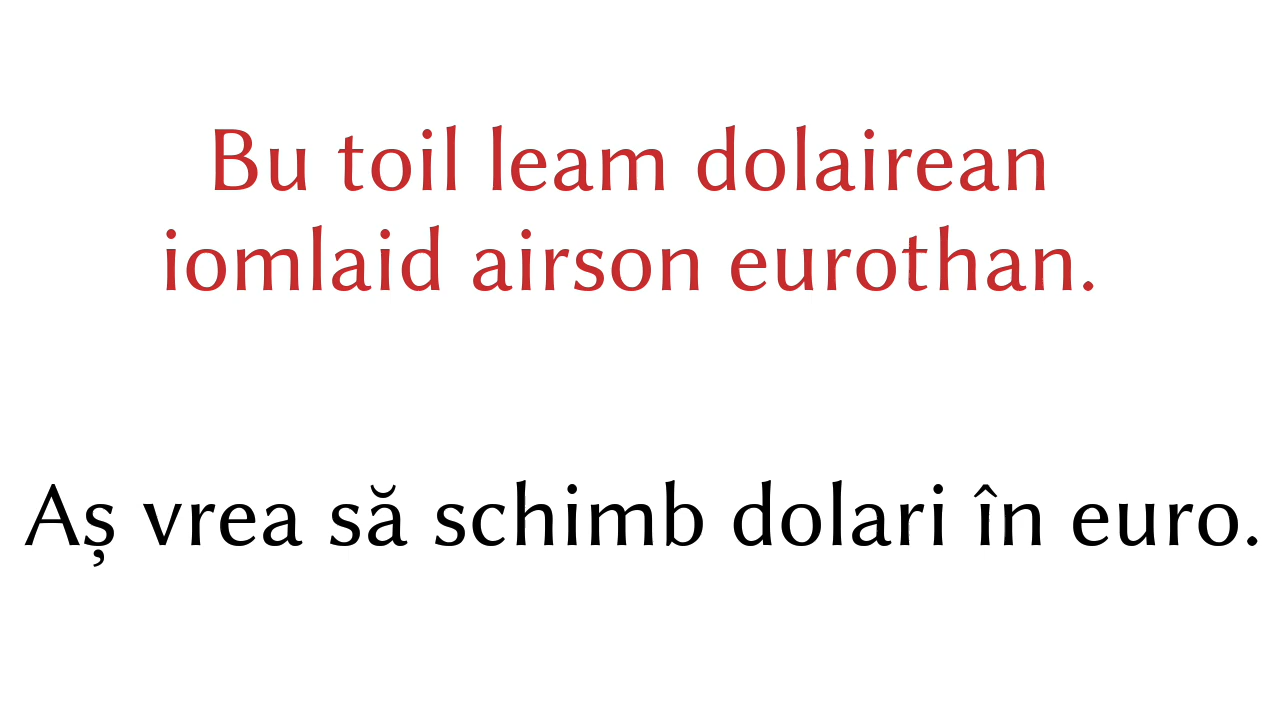 Bu toil leam dolairean
iomlaid airson eurothan.
Aș vrea să schimb dolari în euro.